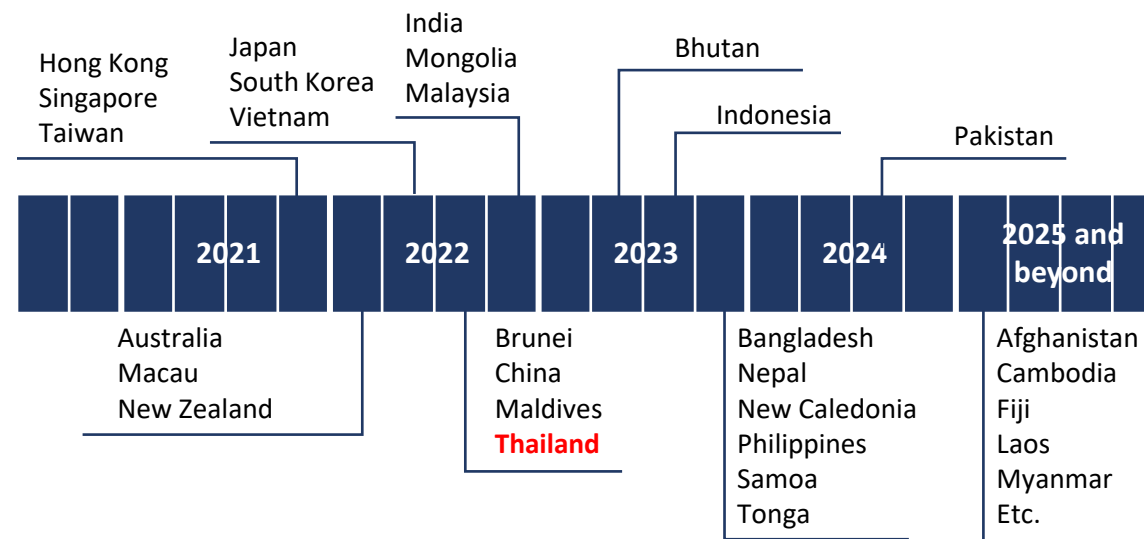 Hong Kong
Singapore
Taiwan
Japan
South Korea
Vietnam
India
Mongolia
Malaysia
Bhutan
Indonesia
Pakistan
2021
2022
2023
2024
2025 and
beyond
Australia
Macau
New Zealand
Brunei
China
Maldives
Thailand
Bangladesh
Nepal
New Caledonia
Philippines
Samoa
Tonga
Afghanistan
Cambodia
Fiji
Laos
Myanmar
Etc.